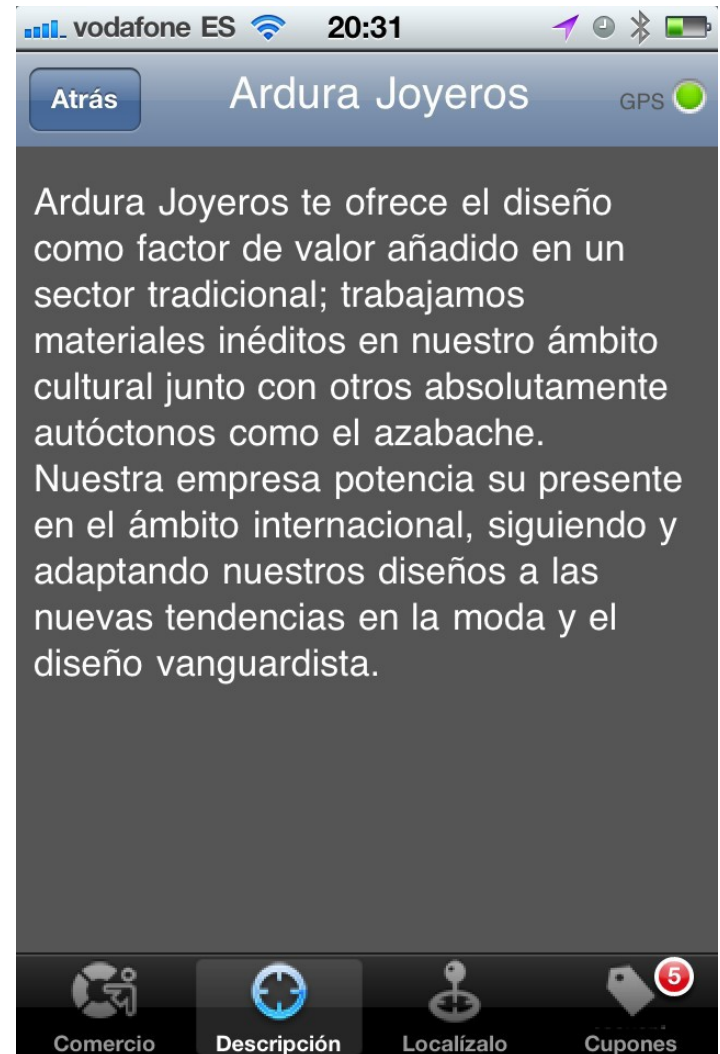 vodafone ES 20:31
Atrás Ardura Joyeros GPS
Ardura Joyeros te ofrece el diseño
como factor de valor añadido en un
sector tradicional; trabajamos
materiales inéditos en nuestro ámbito
cultural junto con otros absolutamente
autóctonos como el azabache.
Nuestra empresa potencia su presente
en el ámbito internacional, siguiendo y
adaptando nuestros diseños a las
nuevas tendencias en la moda y el
diseño vanguardista.
5
Comercio Descripción Localízalo Cupones